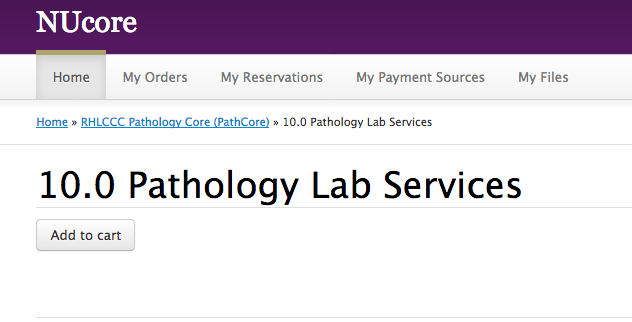 NUcore
Home My Orders My Reservations My Payment Sources My Files
Home » RHLCCC Pathology Core (PathCore) » 10.0 Pathology Lab Services
10.0 Pathology Lab Services
Add to cart